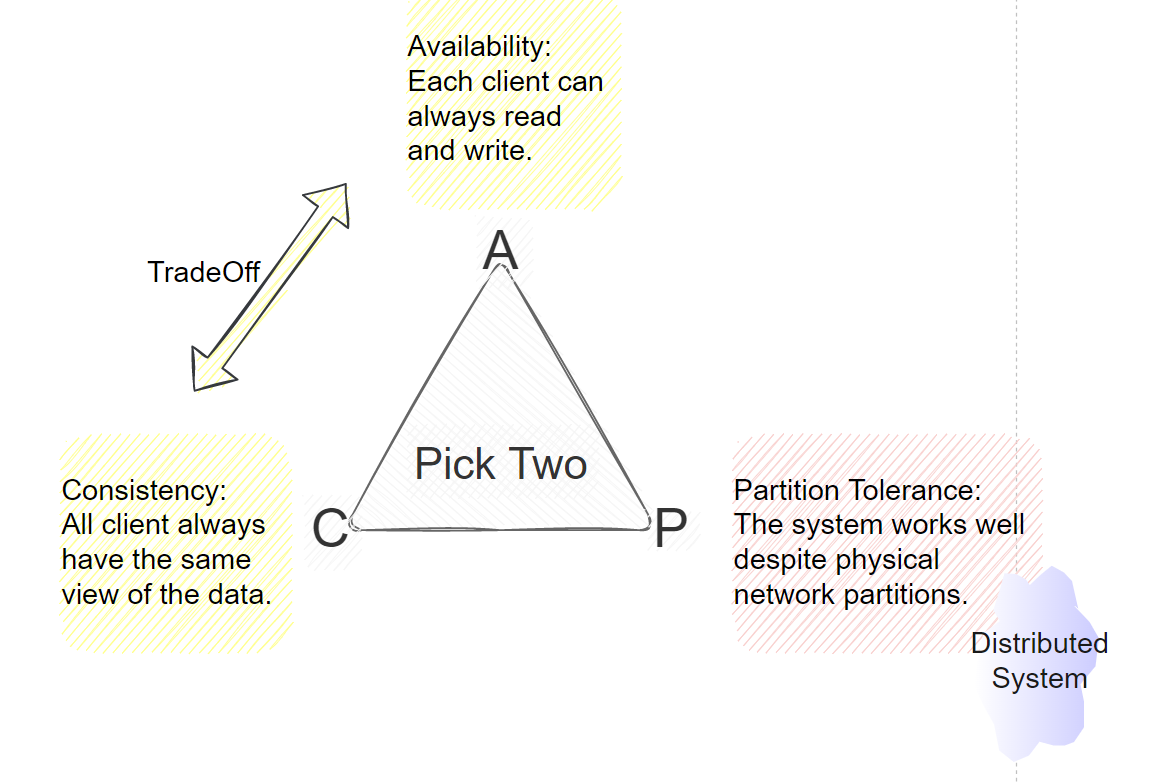 Availability:
Each client can
always read
and write.
TradeOff
A
Pick Two
C
P
Consistency:
All client always
have the same
view of the data.
Partition Tolerance:
The system works well
despite physical
network partitions.
Distributed
System